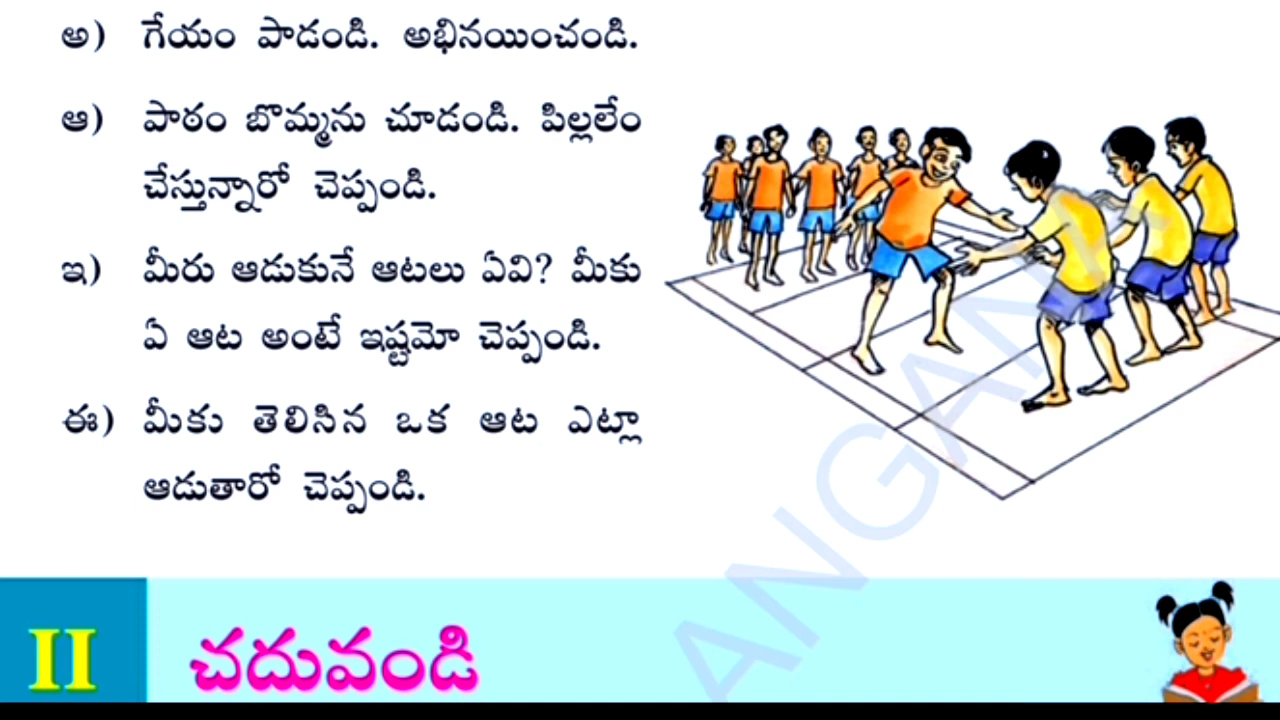 అ) గేయం పాడండి. అభినయించండి.
ఆ) పాఠం బొమ్మను చూడండి. పిల్లలేం
చేస్తున్నారో చెప్పండి.
ఇ) మీరు ఆడుకునే ఆటలు ఏవి? మీకు
ఏ ఆట అంటే ఇష్టమో చెప్పండి.
ఈ) మీకు తెలిసిన ఒక ఆట ఎట్లా
ఆడుతారో చెప్పండి.
II చదువండి